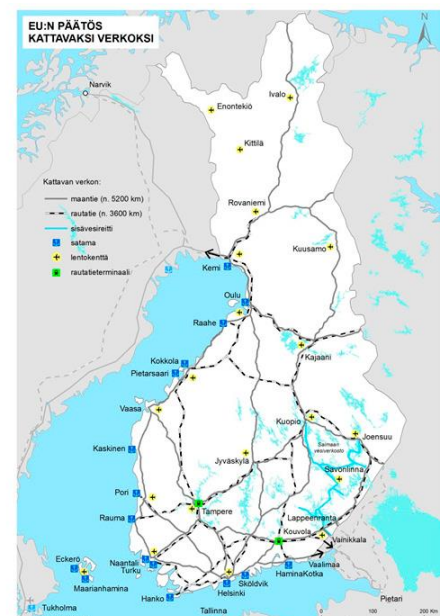 EU:N PÄÄTÖS
KATTAVAKSI VERKOKSI
N
Narvik
Ivalo
Enontekiö
Kittilä
Kattavan verkon:
maantie (n. 5200 km)
rautatie (n. 3600 km)
sisävesireitti
satama
lentokenttä
rautatieterminaali
Rovaniemi
Kuusamo
Kemi
Oulu
Raahe
Kajaani
Kokkola
Pietarsaari
Vaasa
Kuopio
Joensuu
Saimaan
vesiverkosto
Kaskinen
Jyväskylä
Savonlinna
Pori
Tampere
Lappeenranta
Rauma
Kouvola
Vainikkala
Eckerö
Naantali
Turku
Vaalimaa
HaminaKotka
Maarianhamina
Sköldvik
Helsinki
Hanko
Pietari
Tukholma
Tallinna
0
50
100
200 Km